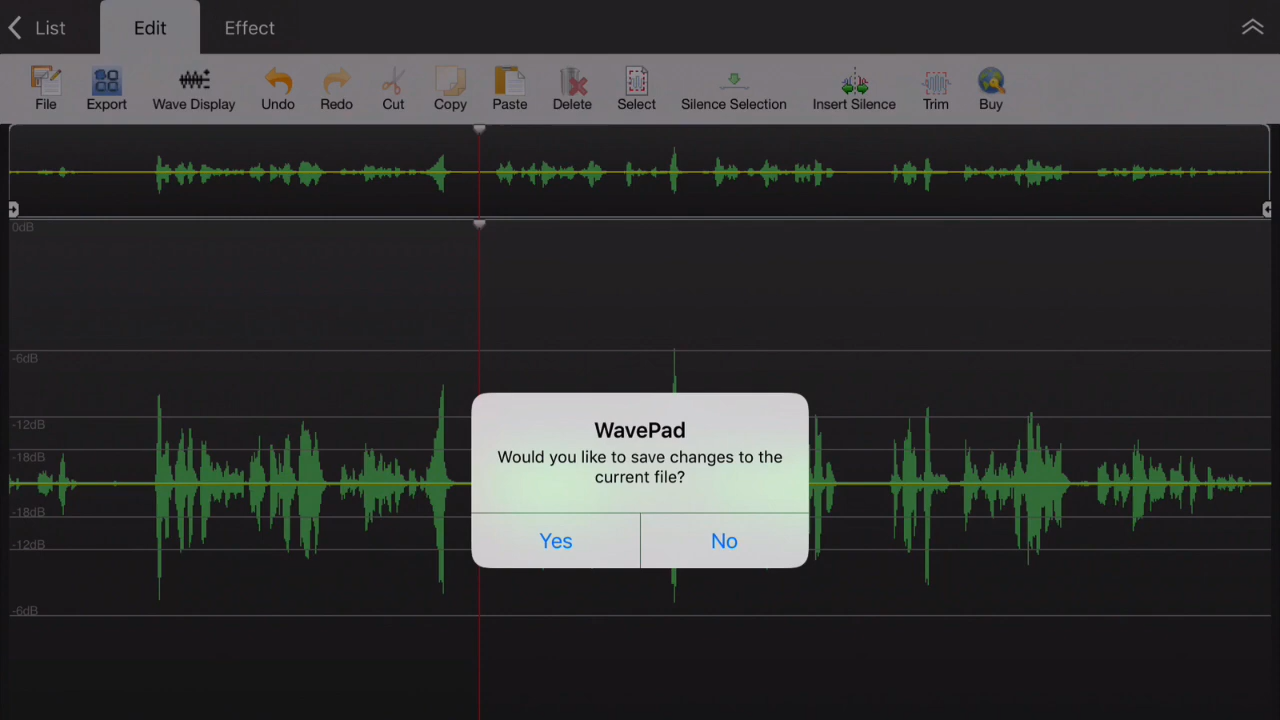 List
Edit
Effect
File
Export
Wave Display
Undo
Redo
Cut
Copy
Paste
Delete
Select
Silence Selection
Insert Silence
Trim
Buy
0dB
-6dB
-12dB
-18dB
-18dB
-12dB
-6dB
WavePad
Would you like to save changes to the
current file?
Yes
No